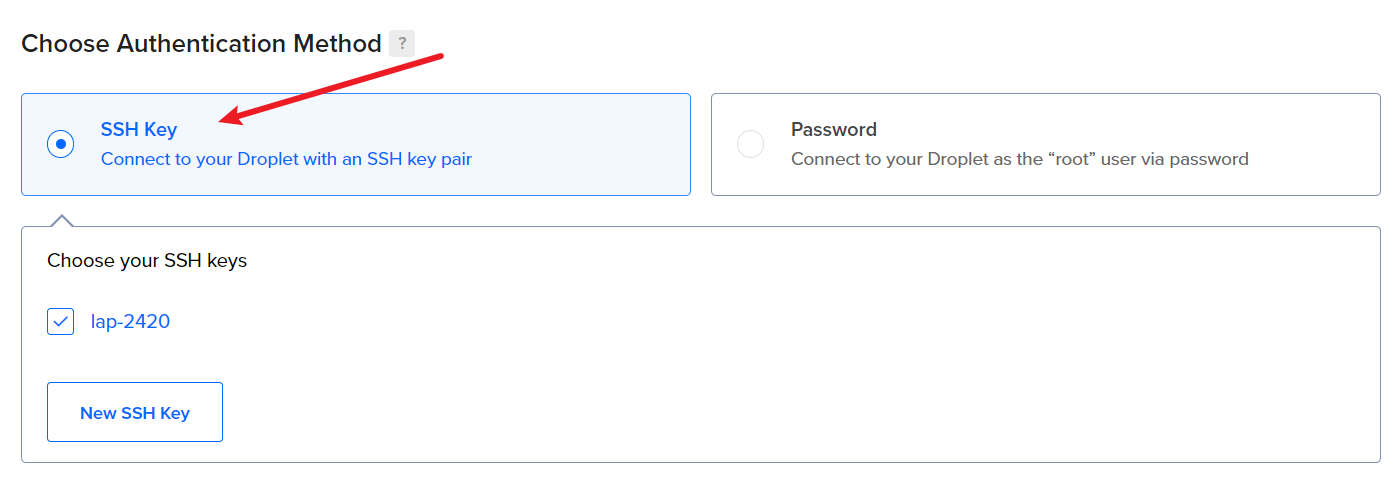 Choose Authentication Method ?
SSH Key
Connect to your Droplet with an SSH key pair
Password
Connect to your Droplet as the “root” user via password
Choose your SSH keys
lap-2420
New SSH Key